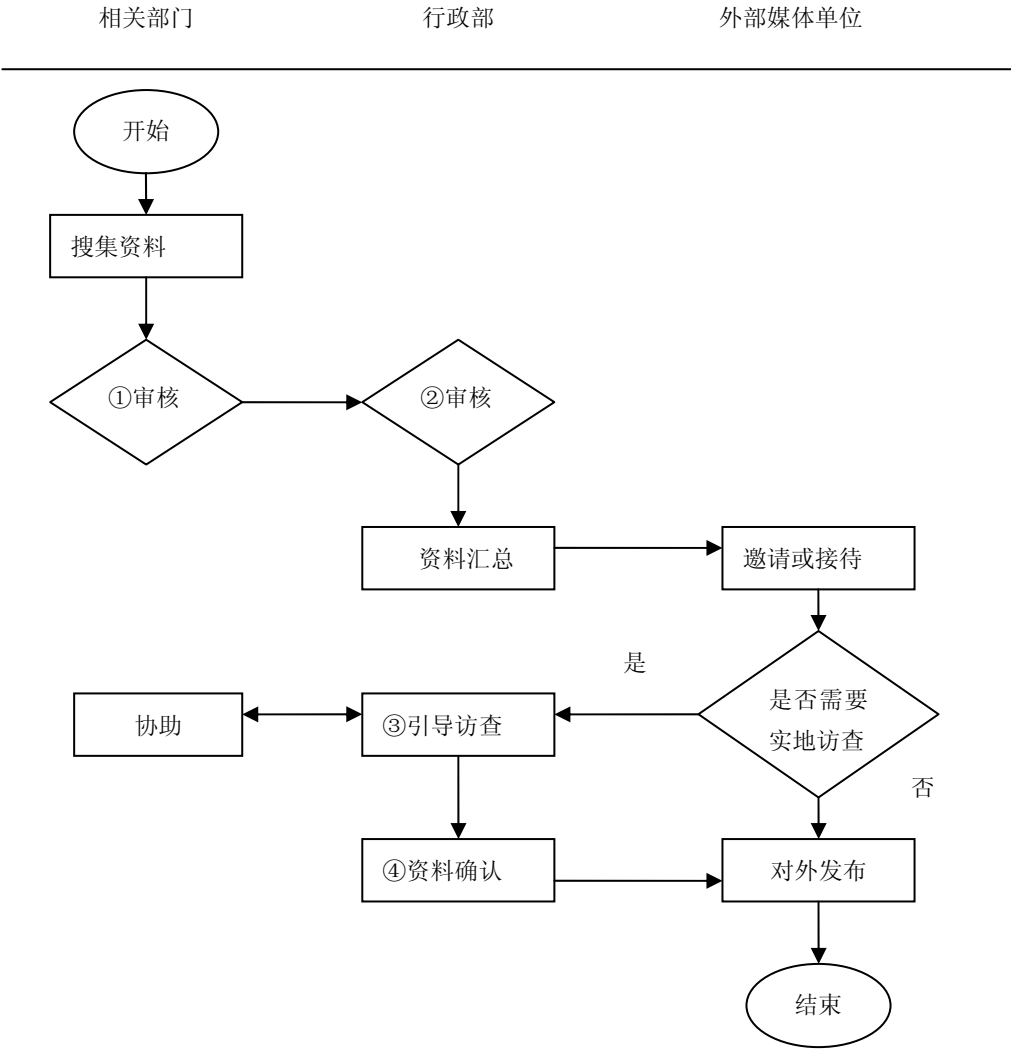 相关部门 行政部 外部媒体单位
开始
搜集资料
①审核 ②审核
资料汇总 邀请或接待
是
是否需要
实地访查
协助 ③引导访查
否
④资料确认 对外发布
结束